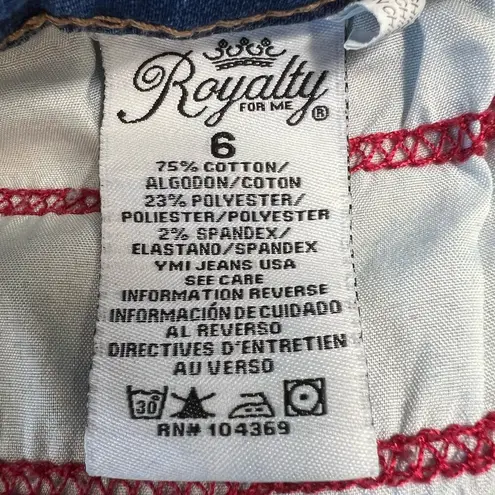 Royalty
FOR ME ®
6
75% COTTON/
ALGODON/COTON
23% POLYESTER/
POLIESTER/POLYESTER
2% SPANDEX/
ELASTANO/SPANDEX
YMI JEANS USA
SEE CARE
INFORMATION REVERSE
INFORMACIÓN DE CUIDADO
AL REVERSO
DIRECTIVES D'ENTRETIEN
AU VERSO
30
RN# 104369